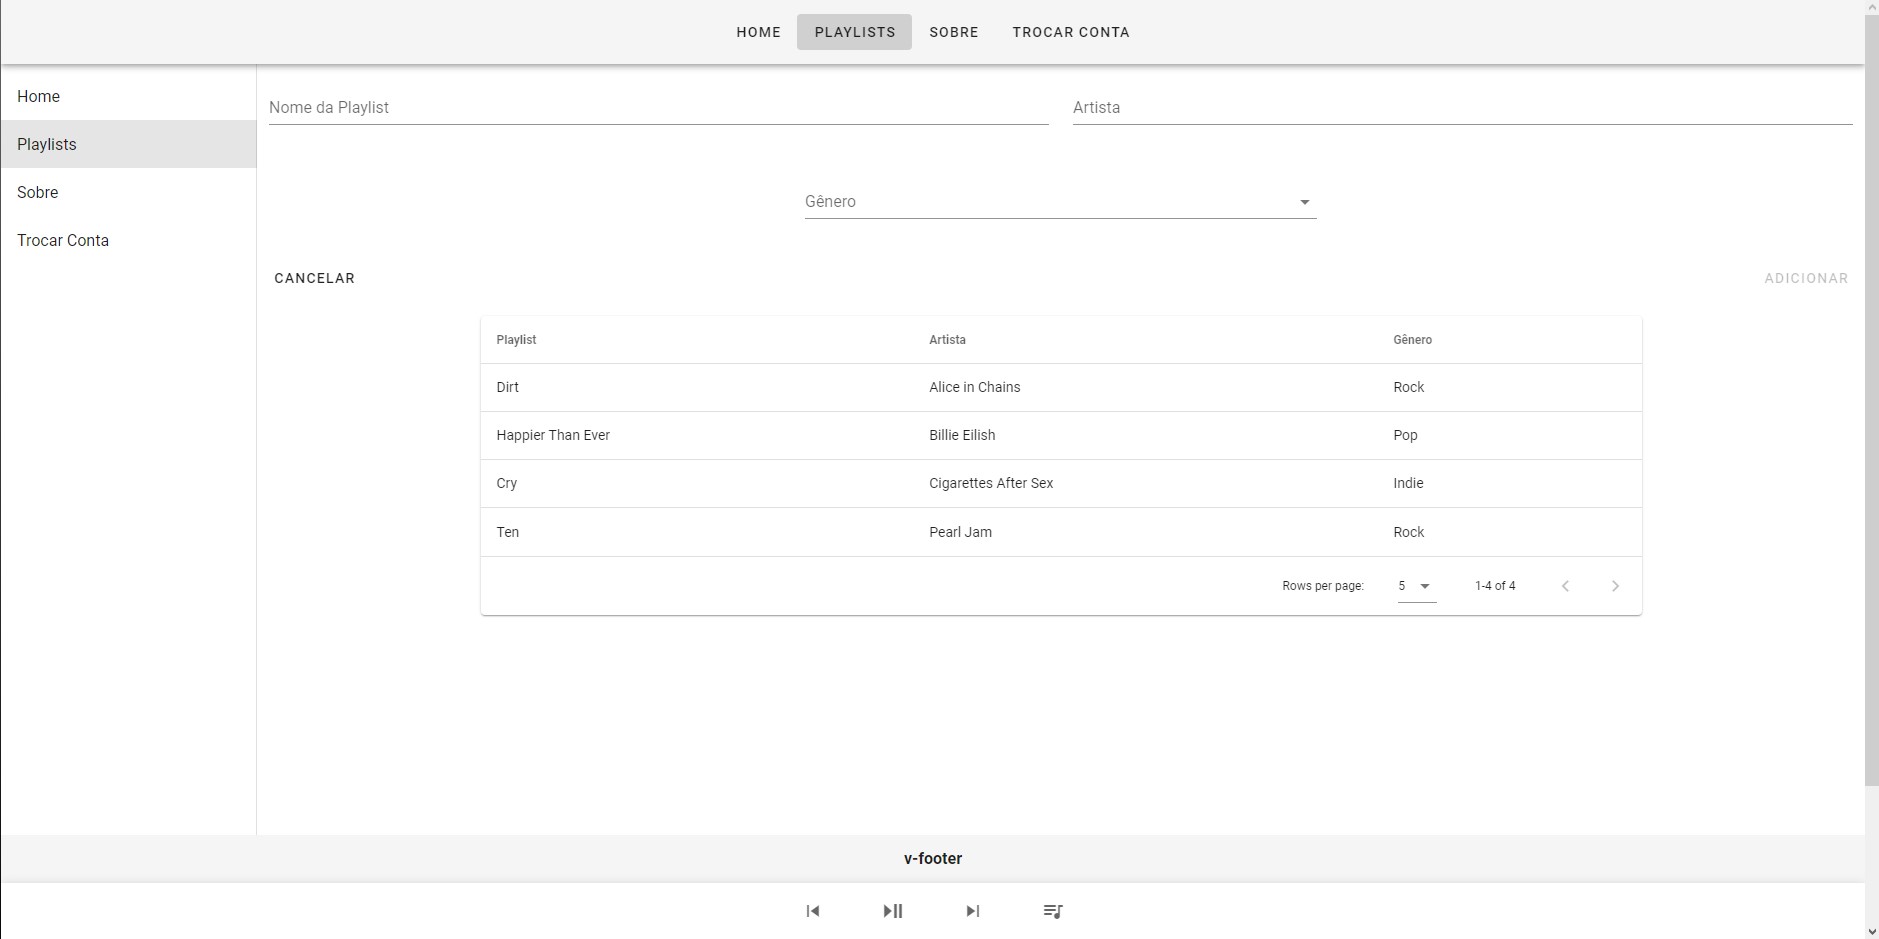 HOME PLAYLISTS SOBRE TROCAR CONTA
Home
Playlists
Sobre
Trocar Conta
Nome da Playlist Artista
Gênero
CANCELAR ADICIONAR
Playlist Artista Gênero
Dirt Alice in Chains Rock
Happier Than Ever Billie Eilish Pop
Cry Cigarettes After Sex Indie
Ten Pearl Jam Rock
Rows per page: 5 1-4 of 4
v-footer